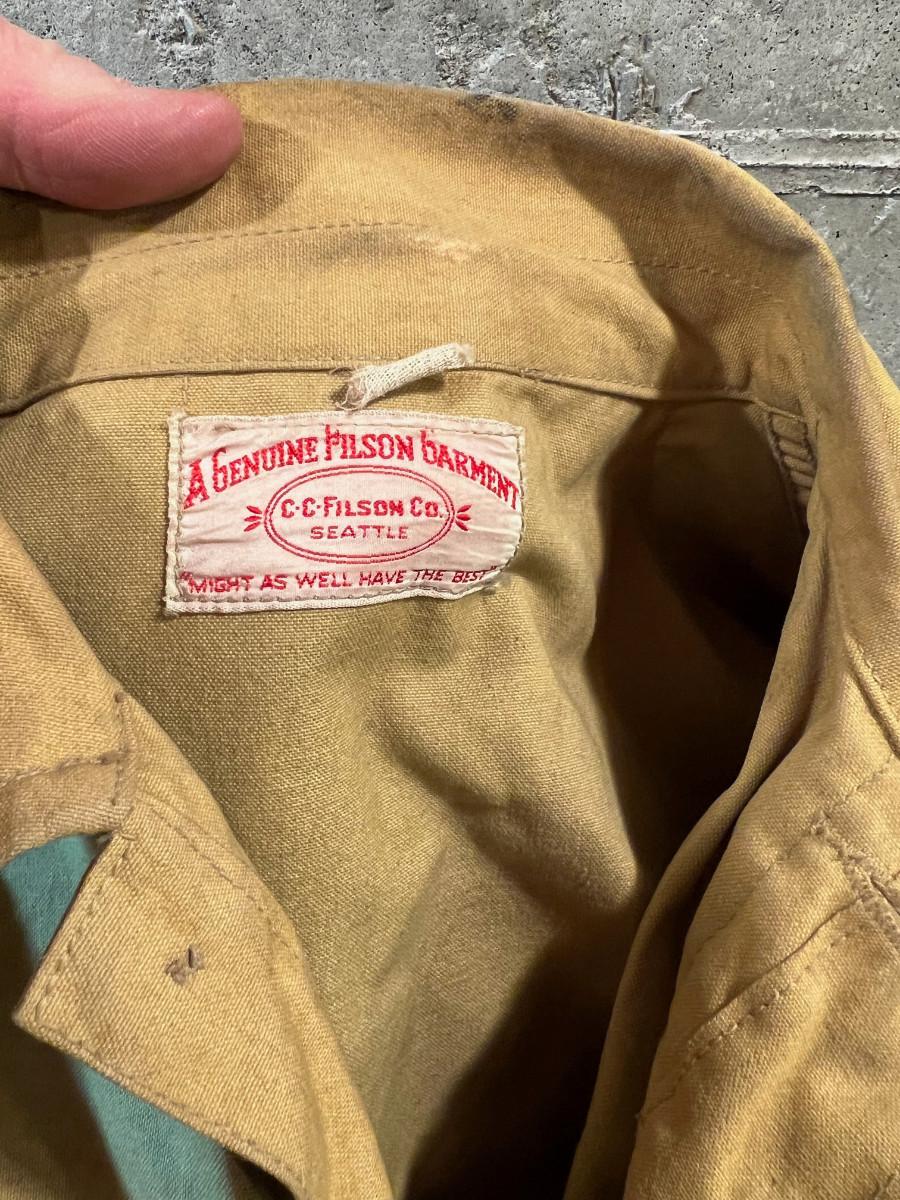 A GENUINE FILSON GARMENT
C·C·FILSON CO.
SEATTLE
"MIGHT AS WELL HAVE THE BEST"